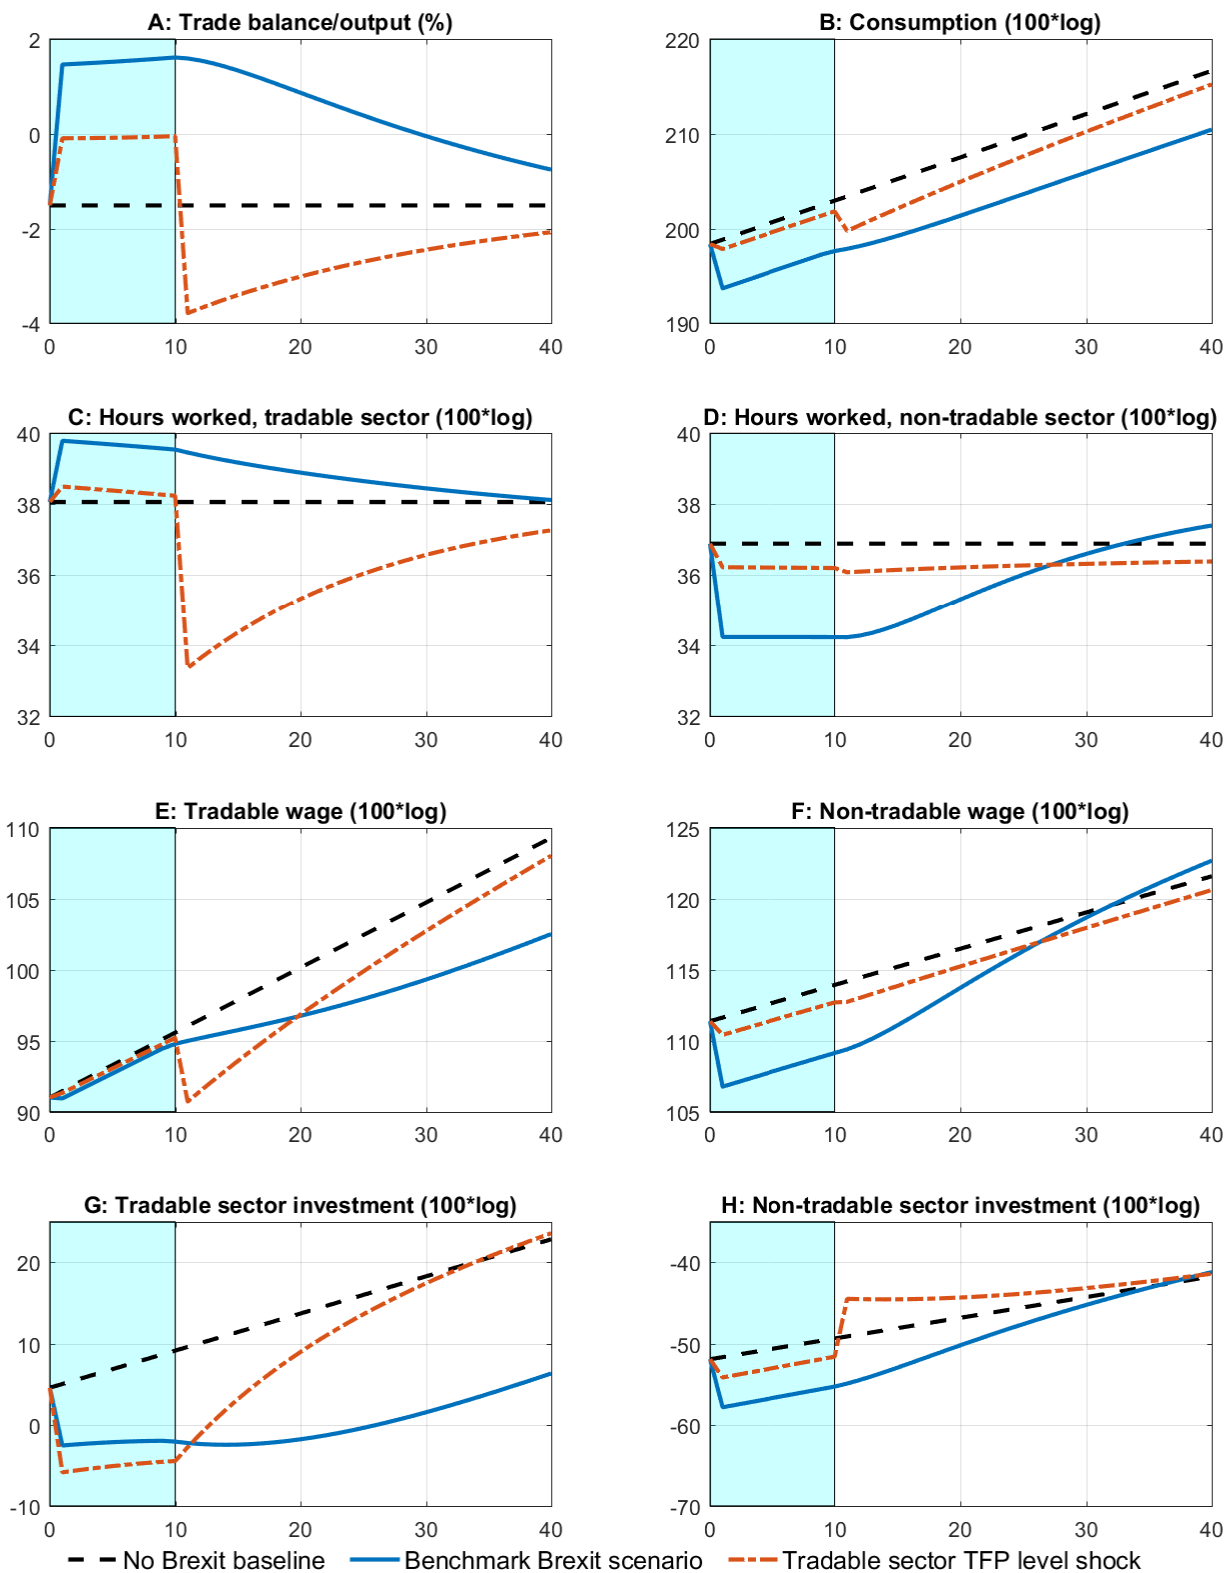 A: Trade balance/output (%)
2
0
-2
-4
0 10 20 30 40
B: Consumption (100*log)
220
210
200
190
0 10 20 30 40
C: Hours worked, tradable sector (100*log)
40
38
36
34
32
0 10 20 30 40
D: Hours worked, non-tradable sector (100*log)
40
38
36
34
32
0 10 20 30 40
E: Tradable wage (100*log)
110
105
100
95
90
0 10 20 30 40
F: Non-tradable wage (100*log)
125
120
115
110
105
0 10 20 30 40
G: Tradable sector investment (100*log)
20
10
0
-10
0 10 20 30 40
H: Non-tradable sector investment (100*log)
-40
-50
-60
-70
0 10 20 30 40
No Brexit baseline Benchmark Brexit scenario Tradable sector TFP level shock